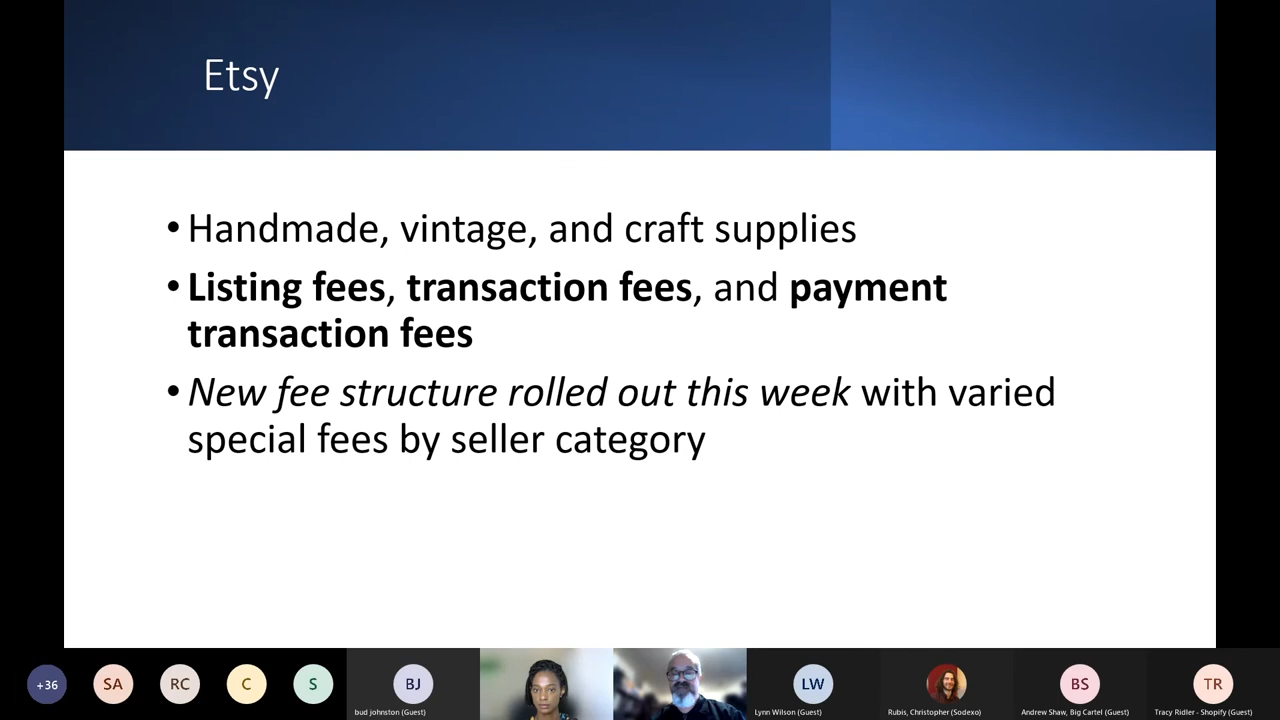 Etsy
• Handmade, vintage, and craft supplies
• Listing fees, transaction fees, and payment
transaction fees
• New fee structure rolled out this week with varied
special fees by seller category
+36
SA
RC
C
S
BJ
LW
BS
TR
bud johnston (Guest)
Lynn Wilson (Guest)
Rubis, Christopher (Sodexo)
Andrew Shaw, Big Cartel (Guest)
Tracy Ridler - Shopify (Guest)